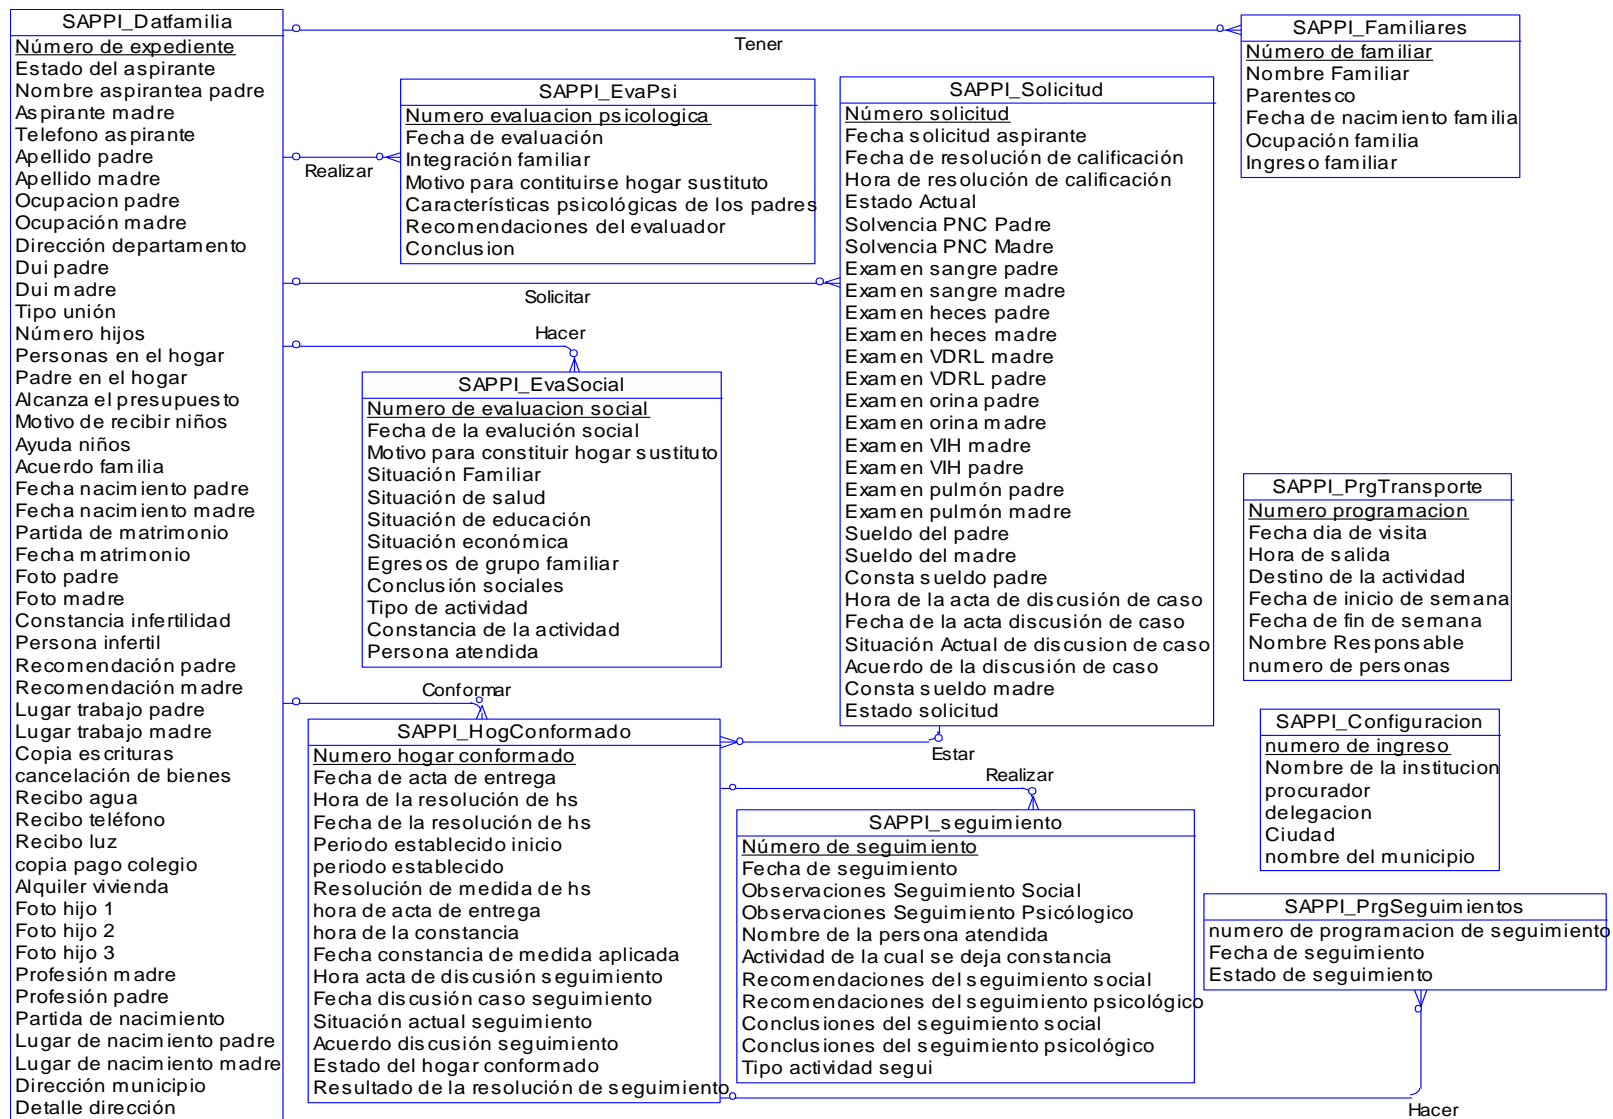 SAPPI_Datfamilia
Número de expediente
Estado del aspirante
Nombre aspirantea padre
Aspirante madre
Telefono aspirante
Apellido padre
Apellido madre
Ocupacion padre
Ocupación madre
Dirección departamento
Dui padre
Dui madre
Tipo unión
Número hijos
Personas en el hogar
Padre en el hogar
Alcanza el presupuesto
Motivo de recibir niños
Ayuda niños
Acuerdo familia
Fecha nacimiento padre
Fecha nacimiento madre
Partida de matrimonio
Fecha matrimonio
Foto padre
Foto madre
Constancia infertilidad
Persona infertil
Recomendación padre
Recomendación madre
Lugar trabajo padre
Lugar trabajo madre
Copia escrituras
cancelación de bienes
Recibo agua
Recibo teléfono
Recibo luz
copia pago colegio
Alquiler vivienda
Foto hijo 1
Foto hijo 2
Foto hijo 3
Profesión madre
Profesión padre
Partida de nacimiento
Lugar de nacimiento padre
Lugar de nacimiento madre
Dirección municipio
Detalle dirección
Tener
SAPPI_Familiares
Número de familiar
Nombre Familiar
Parentesco
Fecha de nacimiento familia
Ocupación familia
Ingreso familiar
Realizar
SAPPI_EvaPsi
Numero evaluacion psicologica
Fecha de evaluación
Integración familiar
Motivo para contituirse hogar sustituto
Características psicológicas de los padres
Recomendaciones del evaluador
Conclusion
Solicitar
SAPPI_Solicitud
Número solicitud
Fecha solicitud aspirante
Fecha de resolución de calificación
Hora de resolución de calificación
Estado Actual
Solvencia PNC Padre
Solvencia PNC Madre
Examen sangre padre
Examen sangre madre
Examen heces padre
Examen heces madre
Examen VDRL madre
Examen VDRL padre
Examen orina padre
Examen orina madre
Examen VIH madre
Examen VIH padre
Examen pulmón padre
Examen pulmón madre
Sueldo del padre
Sueldo del madre
Consta sueldo padre
Hora de la acta de discusión de caso
Fecha de la acta discusión de caso
Situación Actual de discusion de caso
Acuerdo de la discusión de caso
Consta sueldo madre
Estado solicitud
Hacer
SAPPI_EvaSocial
Numero de evaluacion social
Fecha de la evalución social
Motivo para constituir hogar sustituto
Situación Familiar
Situación de salud
Situación de educación
Situación económica
Egresos de grupo familiar
Conclusión sociales
Tipo de actividad
Constancia de la actividad
Persona atendida
SAPPI_PrgTransporte
Numero programacion
Fecha dia de visita
Hora de salida
Destino de la actividad
Fecha de inicio de semana
Fecha de fin de semana
Nombre Responsable
numero de personas
Conformar
SAPPI_HogConformado
Numero hogar conformado
Fecha de acta de entrega
Hora de la resolución de hs
Fecha de la resolución de hs
Periodo establecido inicio
periodo establecido
Resolución de medida de hs
hora de acta de entrega
hora de la constancia
Fecha constancia de medida aplicada
Hora acta de discusión seguimiento
Fecha discusión caso seguimiento
Situación actual seguimiento
Acuerdo discusión seguimiento
Estado del hogar conformado
Resultado de la resolución de seguimiento
Estar
Realizar
SAPPI_seguimiento
Número de seguimiento
Fecha de seguimiento
Observaciones Seguimiento Social
Observaciones Seguimiento Psicólogico
Nombre de la persona atendida
Actividad de la cual se deja constancia
Recomendaciones del seguimiento social
Recomendaciones del seguimiento psicológico
Conclusiones del seguimiento social
Conclusiones del seguimiento psicológico
Tipo actividad segui
SAPPI_Configuracion
numero de ingreso
Nombre de la institucion
procurador
delegacion
Ciudad
nombre del municipio
SAPPI_PrgSeguimientos
numero de programacion de seguimiento
Fecha de seguimiento
Estado de seguimiento
Hacer